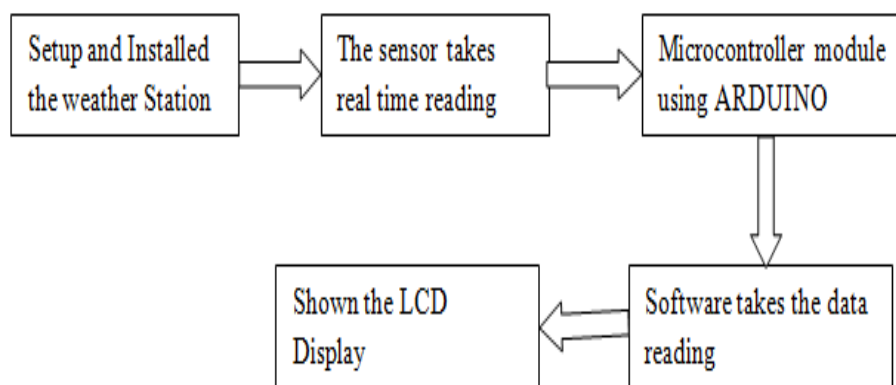 Setup and Installed
the weather Station
The sensor takes
real time reading
Microcontroller module
using ARDUINO
Software takes the data
reading
Shown the LCD
Display